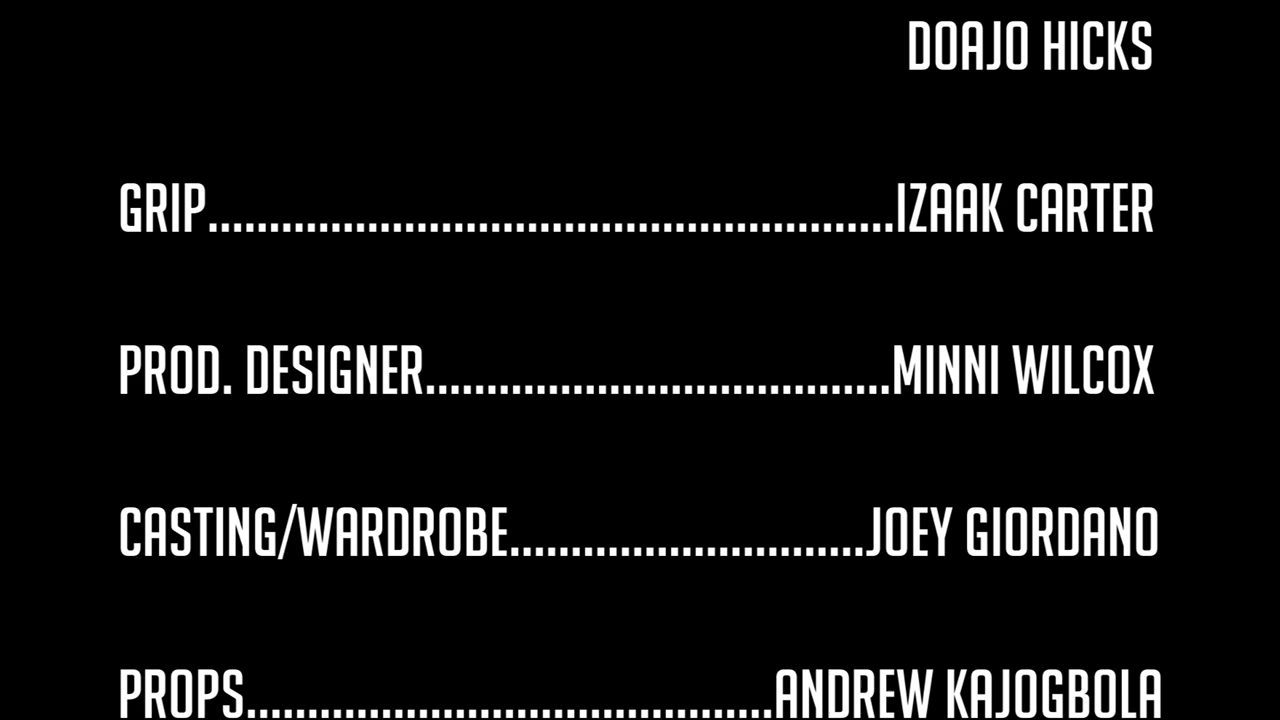 DOAJO HICKS
GRIP........................................................IZAAK CARTER
PROD. DESIGNER......................................MINNI WILCOX
CASTING/WARDROBE.............................JOEY GIORDANO
PROPS...........................................ANDREW KAJOGBOLA